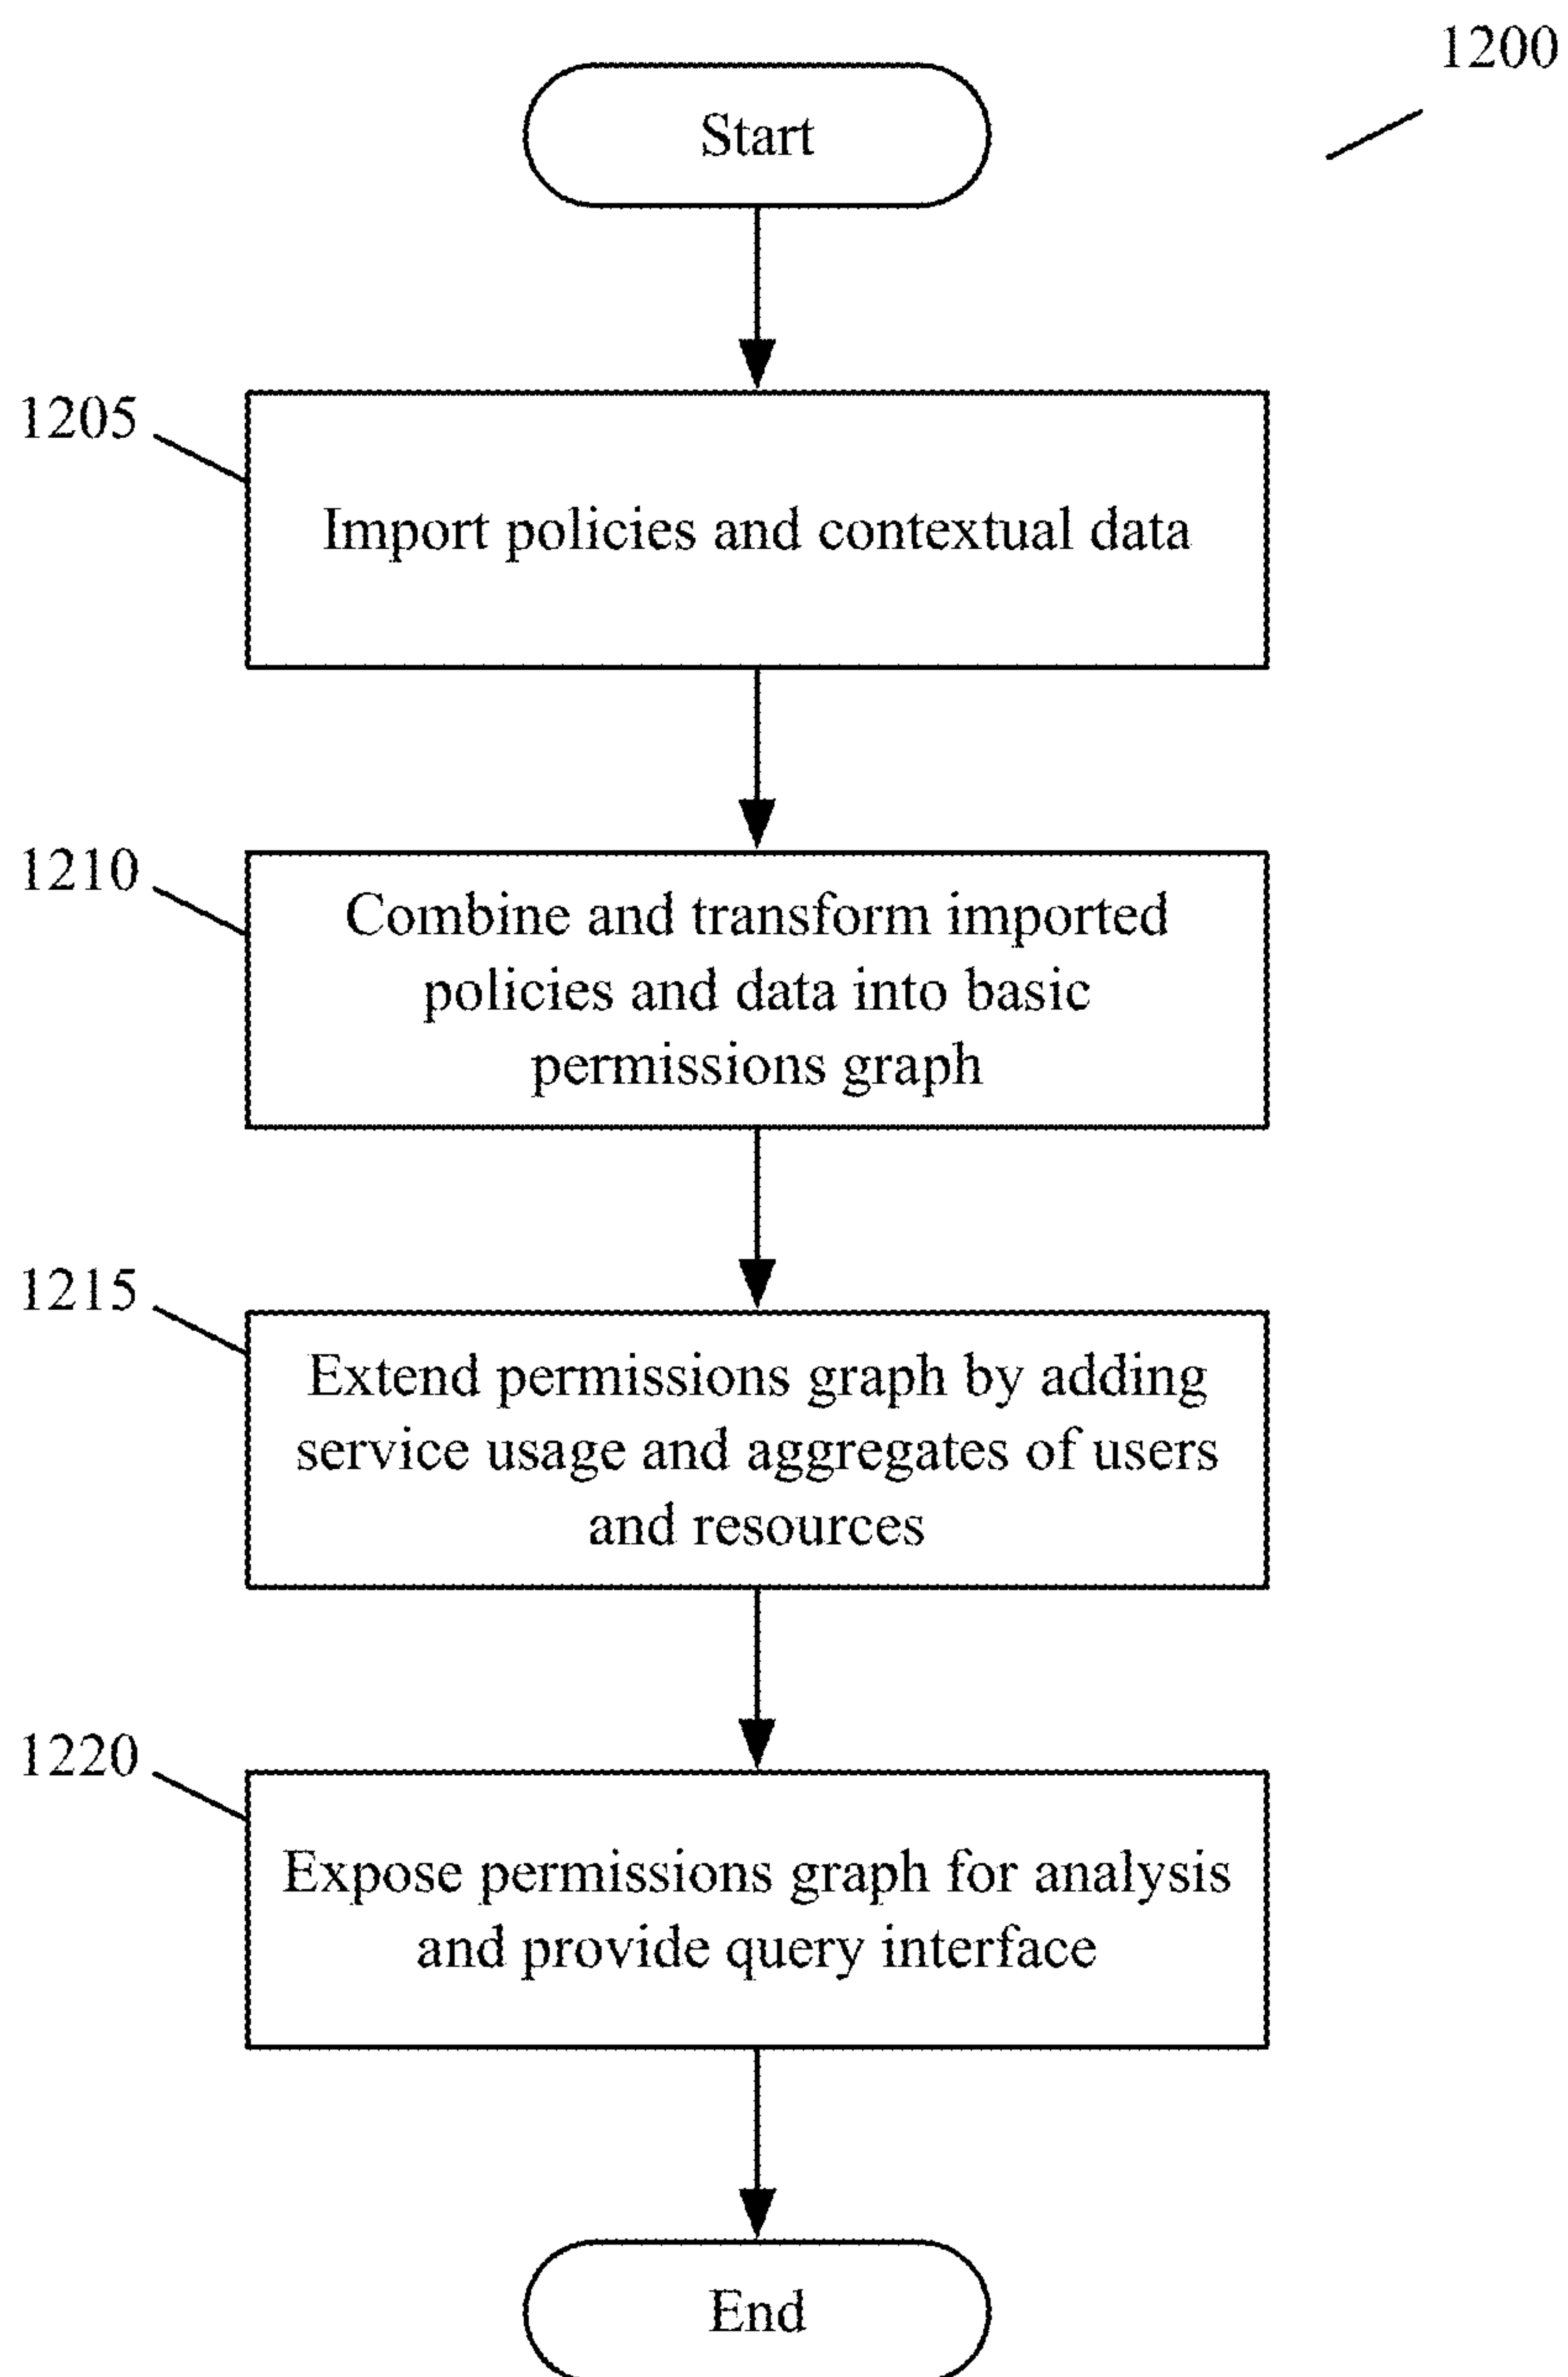 1200
Start
1205
Import policies and contextual data
1210
Combine and transform imported
policies and data into basic
permissions graph
1215
Extend permissions graph by adding
service usage and aggregates of users
and resources
1220
Expose permissions graph for analysis
and provide query interface
End